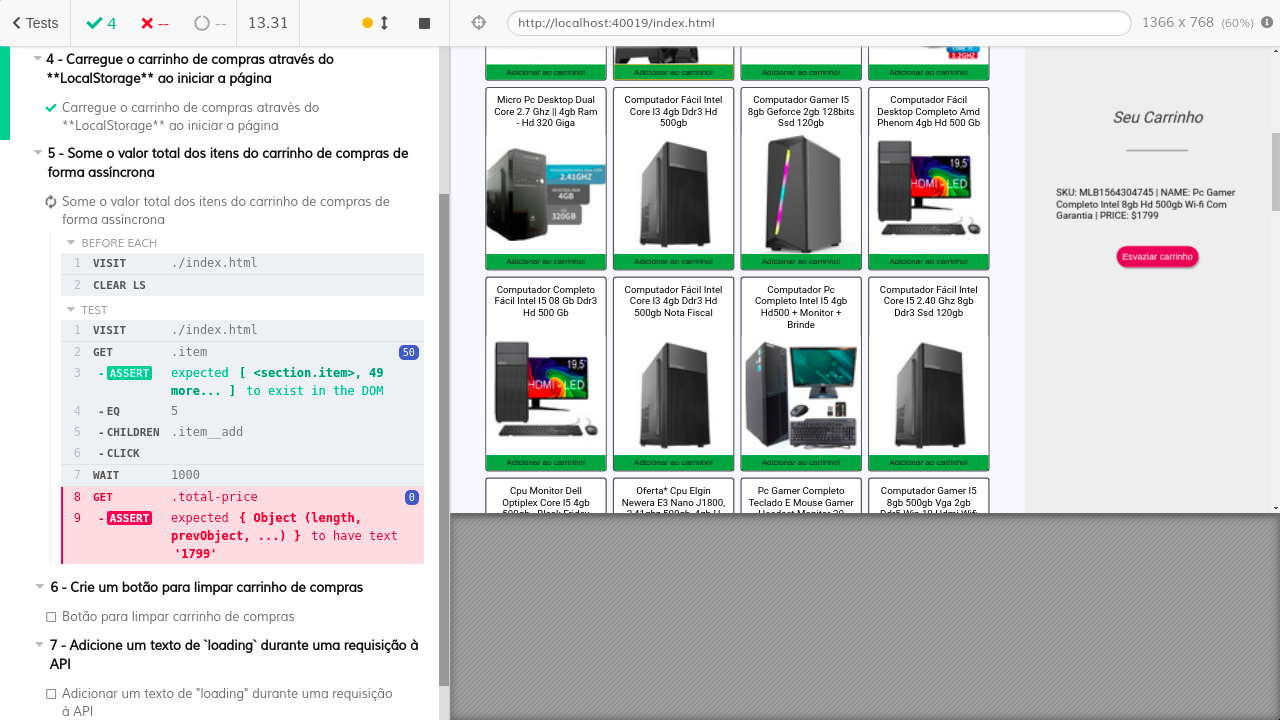 Tests
4
--
--
13.31
http://localhost:40019/index.html
1366 x 768 (60%)
4 - Carregue o carrinho de compras através do
**LocalStorage** ao iniciar a página
Carregue o carrinho de compras através do
**LocalStorage** ao iniciar a página
5 - Some o valor total dos itens do carrinho de compras de
forma assíncrona
Some o valor total dos itens do carrinho de compras de
forma assíncrona
BEFORE EACH
1 VISIT ./index.html
2 CLEAR LS
TEST
1 VISIT ./index.html
2 GET .item 50
3 - ASSERT expected [ <section.item>, 49
more... ] to exist in the DOM
4 - EQ 5
5 - CHILDREN .item__add
6 - CLICK
7 WAIT 1000
8 GET .total-price 0
9 - ASSERT expected { Object (length,
prevObject, ...) } to have text
'1799'
6 - Crie um botão para limpar carrinho de compras
Botão para limpar carrinho de compras
7 - Adicione um texto de `loading` durante uma requisição à
API
Adicionar um texto de "loading" durante uma requisição
à API
3.2GHZ
Adicionar ao carrinho! Adicionar ao carrinho! Adicionar ao carrinho! Adicionar ao carrinho!
Micro Pc Desktop Dual
Core 2.7 Ghz || 4gb Ram
- Hd 320 Giga
2.41GHZ
4GB
320GB
Adicionar ao carrinho!
Computador Fácil Intel
Core I3 4gb Ddr3 Hd
500gb
Adicionar ao carrinho!
Computador Gamer I5
8gb Geforce 2gb 128bits
Ssd 120gb
Adicionar ao carrinho!
Computador Fácil
Desktop Completo Amd
Phenom 4gb Hd 500 Gb
19,5"
HDMI - LED
Adicionar ao carrinho!
Computador Completo
Fácil Intel I5 08 Gb Ddr3
Hd 500 Gb
19,5"
HDMI - LED
Adicionar ao carrinho!
Computador Fácil Intel
Core I3 4gb Ddr3 Hd
500gb Nota Fiscal
Adicionar ao carrinho!
Computador Pc
Completo Intel I5 4gb
Hd500 + Monitor +
Brinde
Adicionar ao carrinho!
Computador Fácil Intel
Core I5 2.40 Ghz 8gb
Ddr3 Ssd 120gb
Adicionar ao carrinho!
Cpu Monitor Dell
Optiplex Core I5 4gb
Oferta* Cpu Elgin
Newera E3 Nano J1800,
Pc Gamer Completo
Teclado E Mouse Gamer
Computador Gamer I5
8gb 500gb Vga 2gb
Seu Carrinho
SKU: MLB1564304745 | NAME: Pc Gamer
Completo Intel 8gb Hd 500gb Wi-fi Com
Garantia | PRICE: $1799
Esvaziar carrinho